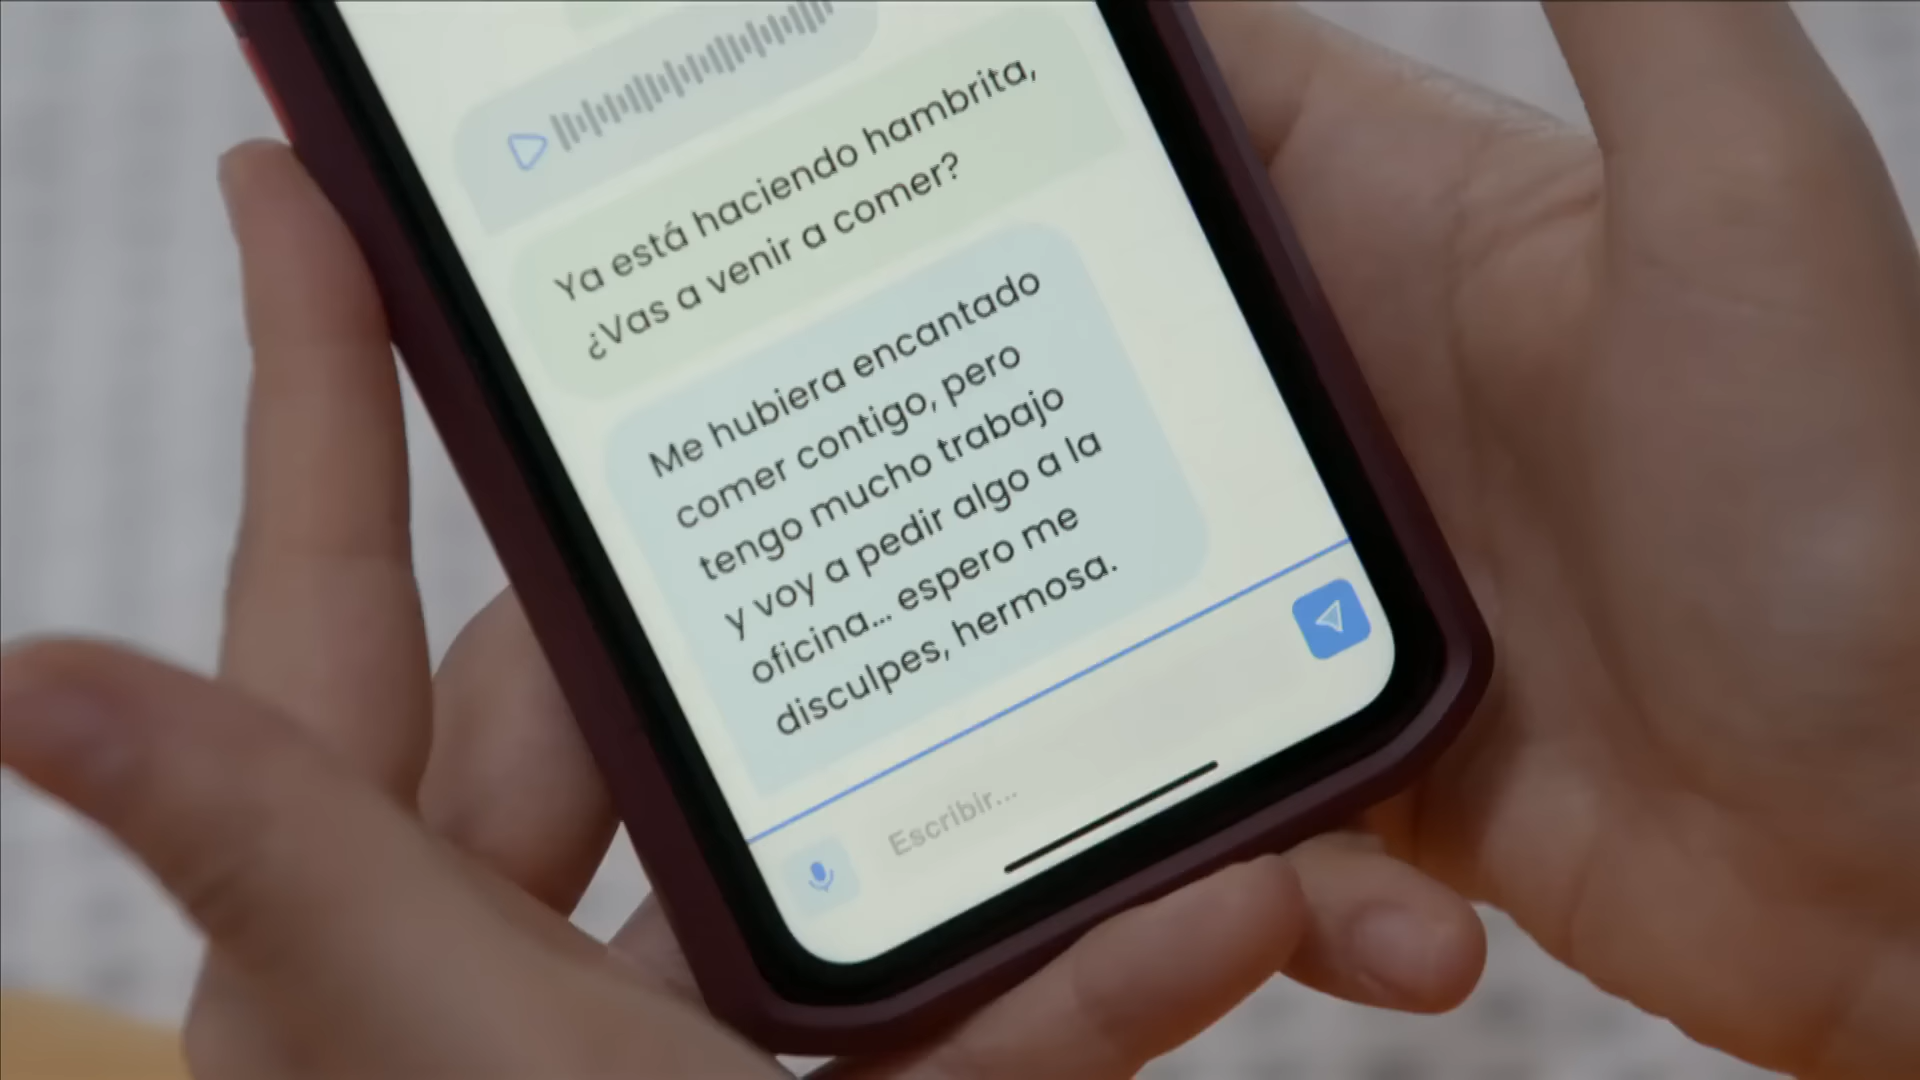 Ya está haciendo hambrita,
¿Vas a venir a comer?
Me hubiera encantado
comer contigo, pero
tengo mucho trabajo
y voy a pedir algo a la
oficina... espero me
disculpes, hermosa.
Escribir...